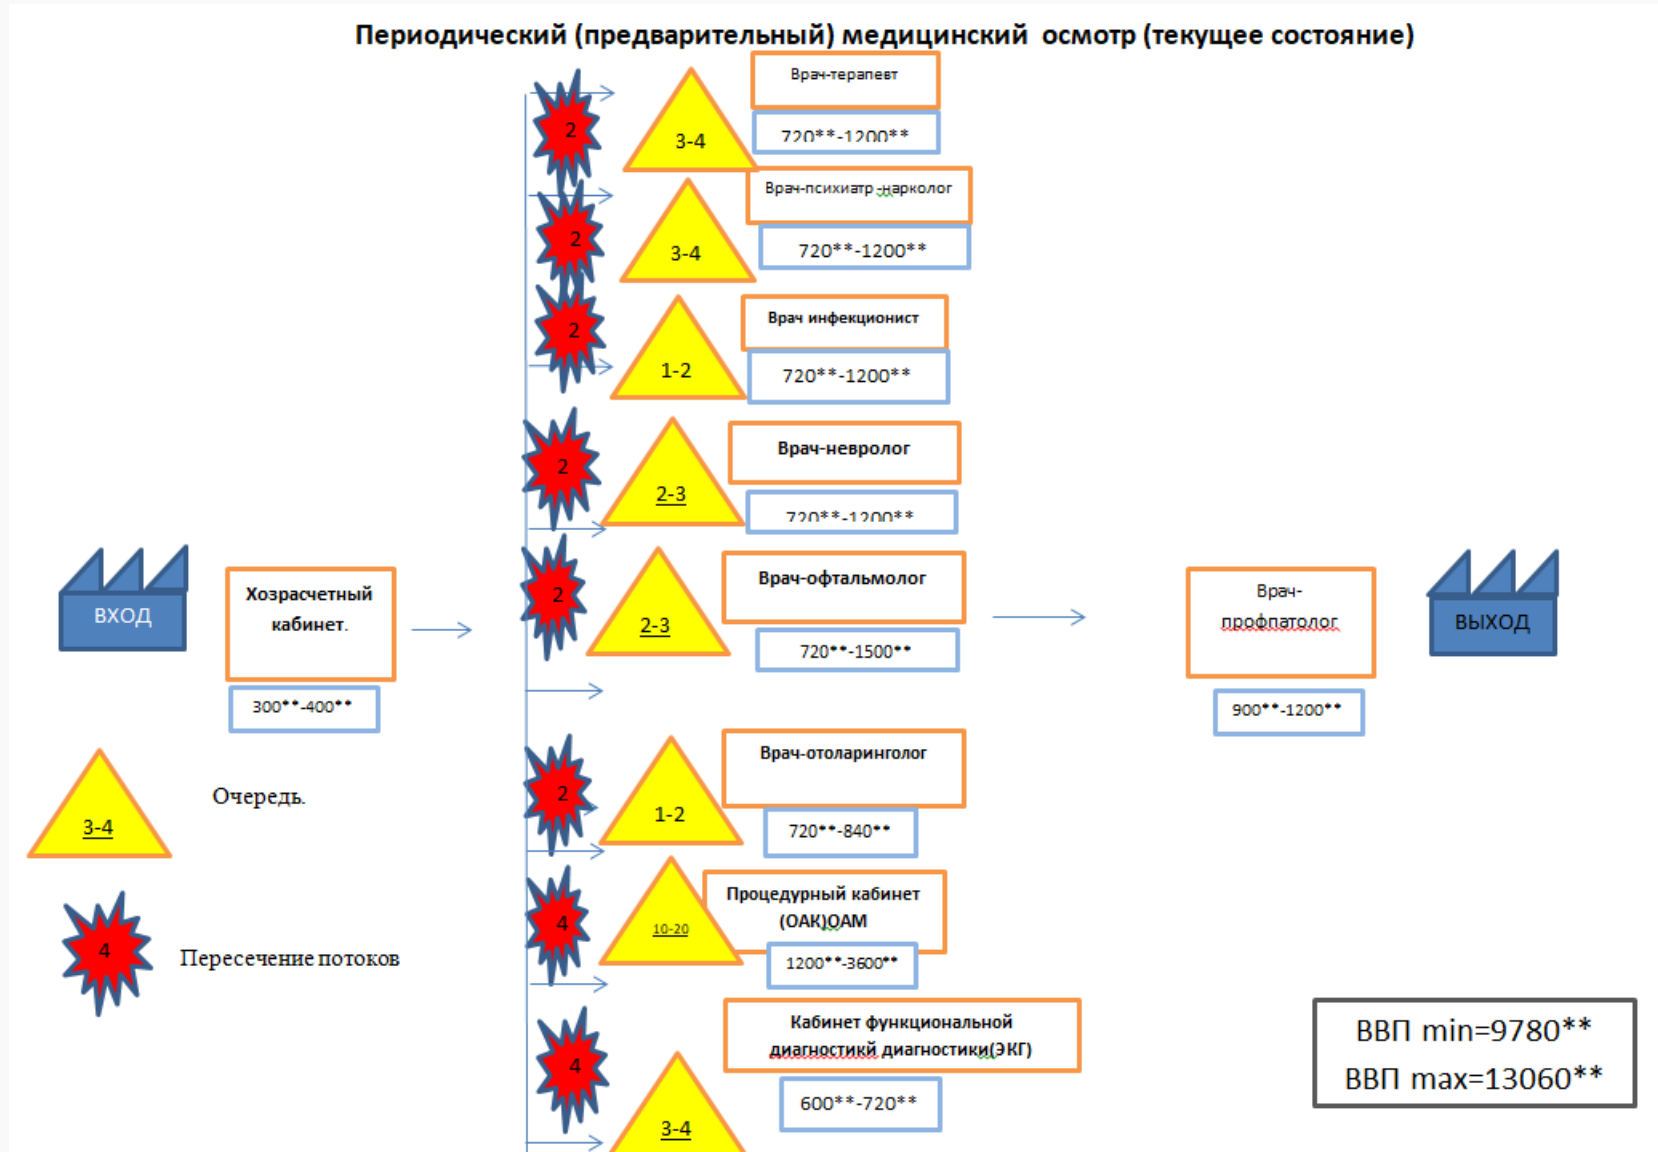 Периодический (предварительный) медицинский осмотр (текущее состояние)
2
3-4
Врач-терапевт
720**-1200**
2
3-4
Врач-психиатр -нарколог
720**-1200**
2
1-2
Врач инфекционист
720**-1200**
2
2-3
Врач-невролог
720**-1200**
ВХОД
Хозрасчетный
кабинет.
300**-400**
2
2-3
Врач-офтальмолог
720**-1500**
Врач-
профпатолог
900**-1200**
ВЫХОД
3-4
Очередь.
2
1-2
Врач-отоларинголог
720**-840**
4
Пересечение потоков
4
10-20
Процедурный кабинет
(ОАК)ОАМ
1200**-3600**
4
3-4
Кабинет функциональной
диагностикй диагностики(ЭКГ)
600**-720**
ВВП min=9780**
ВВП max=13060**